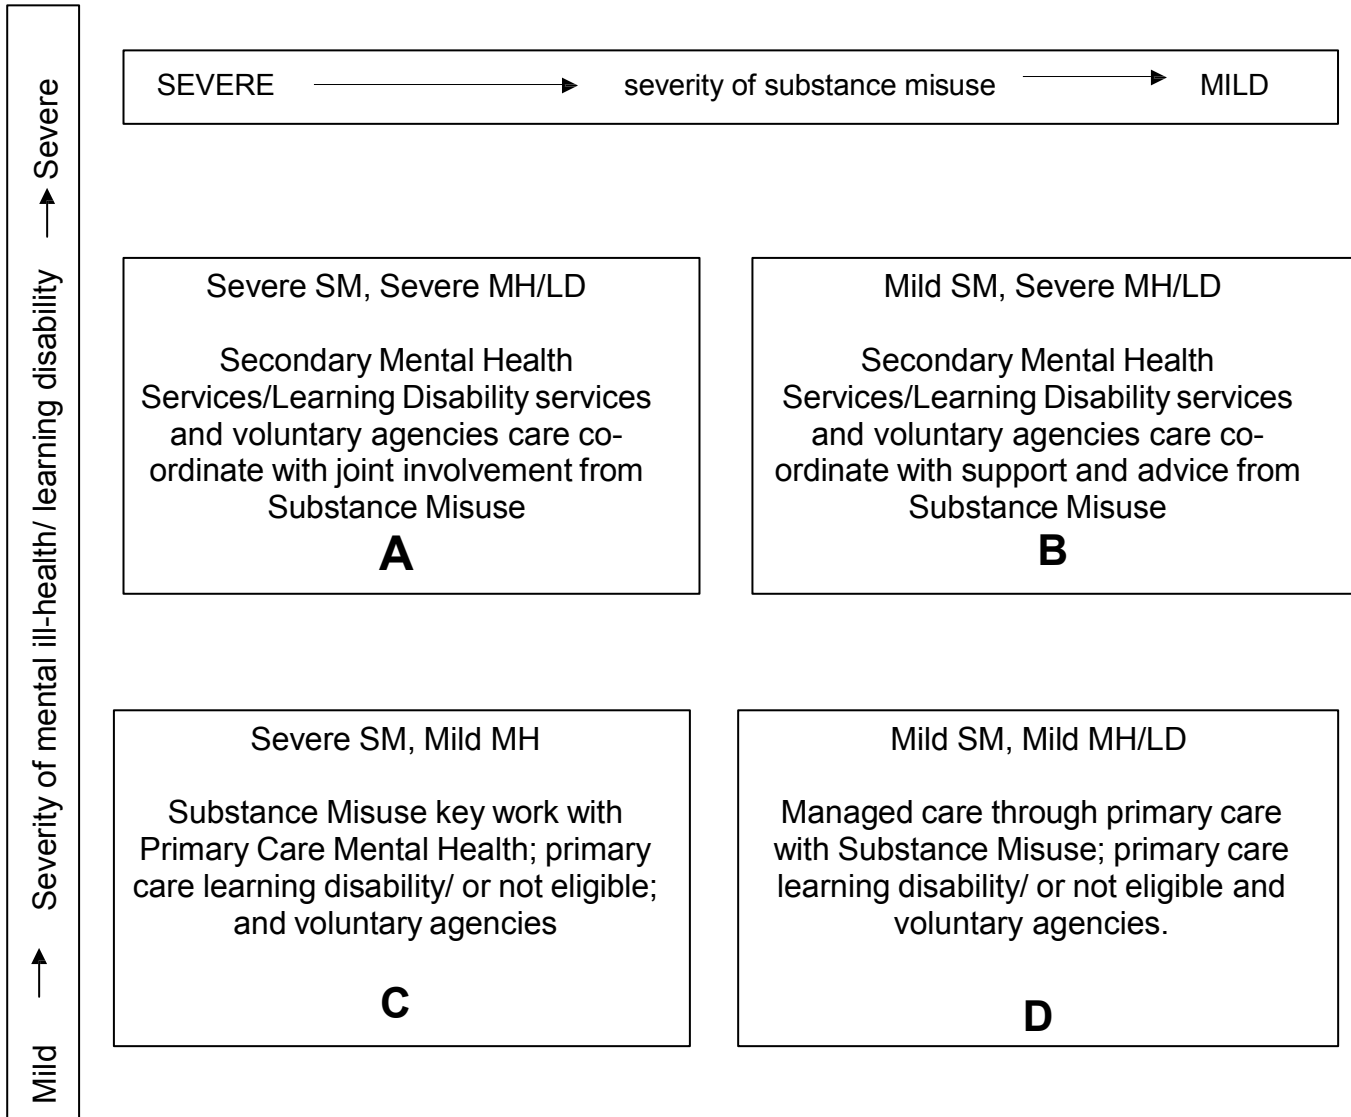 SEVERE severity of substance misuse MILD
Mild Severity of mental ill-health/ learning disability Severe
Severe SM, Severe MH/LD
Secondary Mental Health
Services/Learning Disability services
and voluntary agencies care co-
ordinate with joint involvement from
Substance Misuse
A
Mild SM, Severe MH/LD
Secondary Mental Health
Services/Learning Disability services
and voluntary agencies care co-
ordinate with support and advice from
Substance Misuse
B
Severe SM, Mild MH
Substance Misuse key work with
Primary Care Mental Health; primary
care learning disability/ or not eligible;
and voluntary agencies
C
Mild SM, Mild MH/LD
Managed care through primary care
with Substance Misuse; primary care
learning disability/ or not eligible and
voluntary agencies.
D